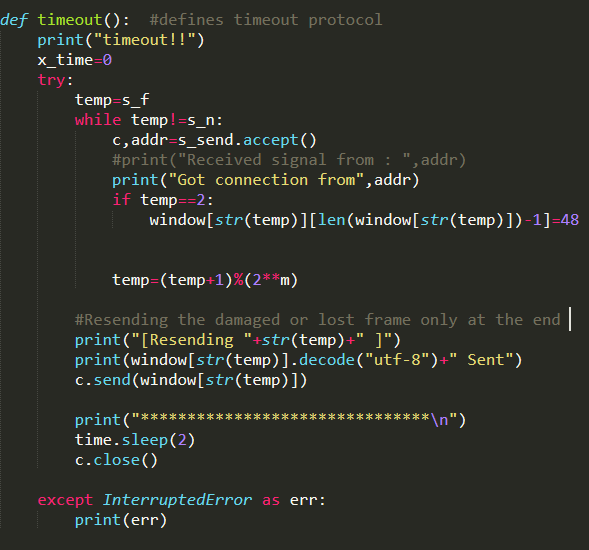 def timeout():  #defines timeout protocol
    print("timeout!!")
    x_time=0
    try:
        temp=s_f
        while temp!=s_n:
            c,addr=s_send.accept()
            #print("Received signal from : ",addr)
            print("Got connection from",addr)
            if temp==2:
                window[str(temp)][len(window[str(temp)])-1]=48

            temp=(temp+1)%(2**m)

        #Resending the damaged or lost frame only at the end
        print("[Resending "+str(temp)+" ]")
        print(window[str(temp)].decode("utf-8")+" Sent")
        c.send(window[str(temp)])

        print("*******************************\n")
        time.sleep(2)
        c.close()

    except InterruptedError as err:
        print(err)